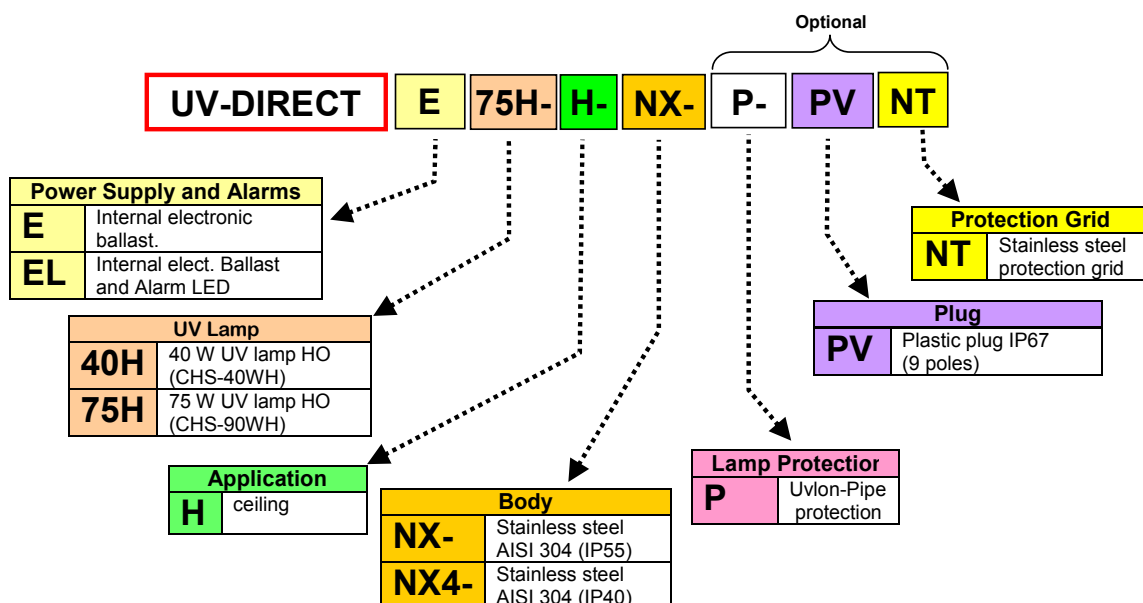 Optional
UV-DIRECT E 75H- H- NX- P- PV NT
Power Supply and Alarms
E Internal electronic
ballast.
EL Internal elect. Ballast
and Alarm LED
UV Lamp
40H 40 W UV lamp HO
(CHS-40WH)
75H 75 W UV lamp HO
(CHS-90WH)
Application
H ceiling
Body
NX- Stainless steel
AISI 304 (IP55)
NX4- Stainless steel
AISI 304 (IP40)
Lamp Protection
P Uvlon-Pipe
protection
Plug
PV Plastic plug IP67
(9 poles)
Protection Grid
NT Stainless steel
protection grid